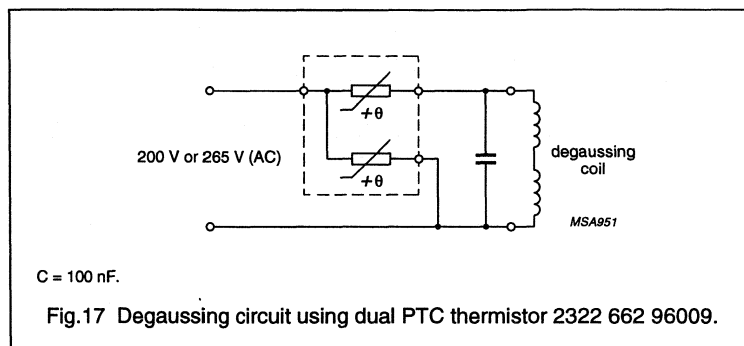 +θ
200 V or 265 V (AC)
+θ
degaussing
coil
MSA951
C = 100 nF.
Fig.17 Degaussing circuit using dual PTC thermistor 2322 662 96009.